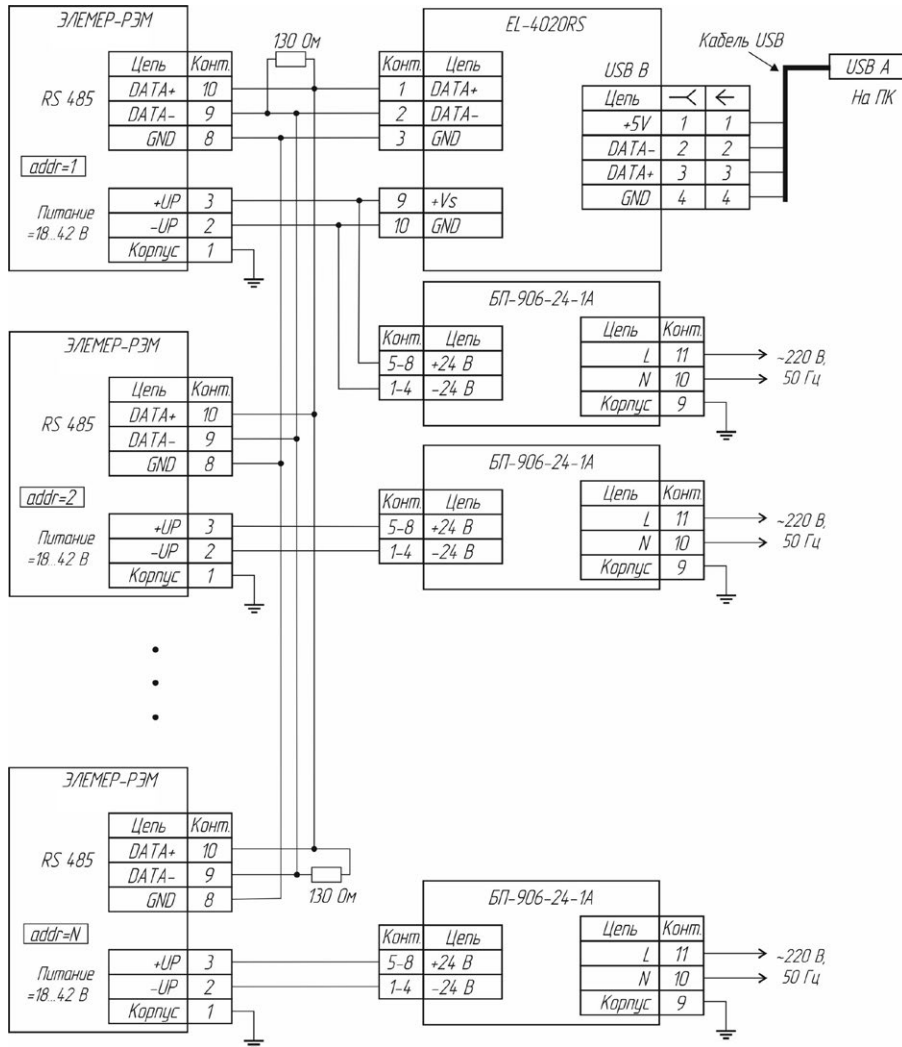 ЭЛЕМЕР-РЭМ
RS 485
Цепь Конт.
DATA+ 10
DATA- 9
GND 8
addr=1
Питание
=18...42 В
+UP 3
-UP 2
Корпус 1
130 Ом
EL-4020RS
Конт. Цепь
1 DATA+
2 DATA-
3 GND
9 +Vs
10 GND
USB B
Цепь
+5V 1 1
DATA- 2 2
DATA+ 3 3
GND 4 4
Кабель USB
USB A
На ПК
БП-906-24-1А
Конт. Цепь
5-8 +24 В
1-4 -24 В
Цепь Конт.
L 11
N 10
Корпус 9
~220 В,
50 Гц
ЭЛЕМЕР-РЭМ
RS 485
Цепь Конт.
DATA+ 10
DATA- 9
GND 8
addr=2
Питание
=18...42 В
+UP 3
-UP 2
Корпус 1
БП-906-24-1А
Конт. Цепь
5-8 +24 В
1-4 -24 В
Цепь Конт.
L 11
N 10
Корпус 9
~220 В,
50 Гц
ЭЛЕМЕР-РЭМ
RS 485
Цепь Конт.
DATA+ 10
DATA- 9
GND 8
addr=N
Питание
=18...42 В
+UP 3
-UP 2
Корпус 1
130 Ом
БП-906-24-1А
Конт. Цепь
5-8 +24 В
1-4 -24 В
Цепь Конт.
L 11
N 10
Корпус 9
~220 В,
50 Гц